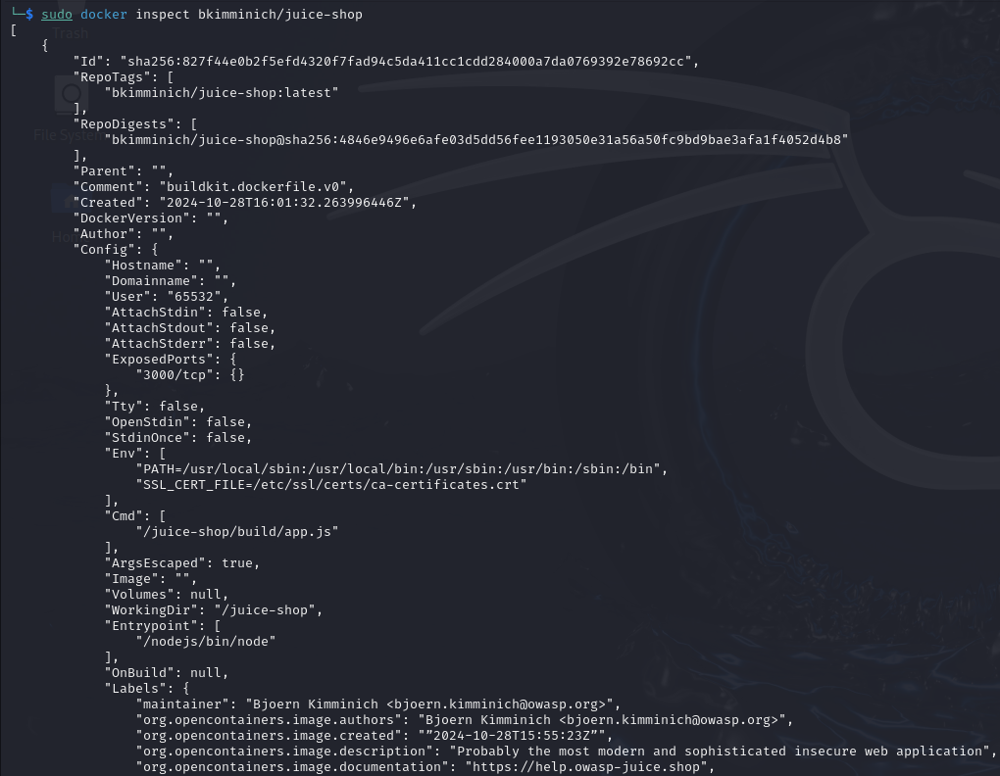 └─$ sudo docker inspect bkimminich/juice-shop
[
    {
        "Id": "sha256:827f44e0b2f5efd4320f7fad94c5da411cc1cdd284000a7da0769392e78692cc",
        "RepoTags": [
            "bkimminich/juice-shop:latest"
        ],
        "RepoDigests": [
            "bkimminich/juice-shop@sha256:4846e9496e6afe03d5dd56fee1193050e31a56a50fc9bd9bae3afa1f4052d4b8"
        ],
        "Parent": "",
        "Comment": "buildkit.dockerfile.v0",
        "Created": "2024-10-28T16:01:32.263996446Z",
        "DockerVersion": "",
        "Author": "",
        "Config": {
            "Hostname": "",
            "Domainname": "",
            "User": "65532",
            "AttachStdin": false,
            "AttachStdout": false,
            "AttachStderr": false,
            "ExposedPorts": {
                "3000/tcp": {}
            },
            "Tty": false,
            "OpenStdin": false,
            "StdinOnce": false,
            "Env": [
                "PATH=/usr/local/sbin:/usr/local/bin:/usr/sbin:/usr/bin:/sbin:/bin",
                "SSL_CERT_FILE=/etc/ssl/certs/ca-certificates.crt"
            ],
            "Cmd": [
                "/juice-shop/build/app.js"
            ],
            "ArgsEscaped": true,
            "Image": "",
            "Volumes": null,
            "WorkingDir": "/juice-shop",
            "Entrypoint": [
                "/nodejs/bin/node"
            ],
            "OnBuild": null,
            "Labels": {
                "maintainer": "Bjoern Kimminich <bjoern.kimminich@owasp.org>",
                "org.opencontainers.image.authors": "Bjoern Kimminich <bjoern.kimminich@owasp.org>",
                "org.opencontainers.image.created": "”2024-10-28T15:55:23Z”",
                "org.opencontainers.image.description": "Probably the most modern and sophisticated insecure web application",
                "org.opencontainers.image.documentation": "https://help.owasp-juice.shop",
Trash
File System